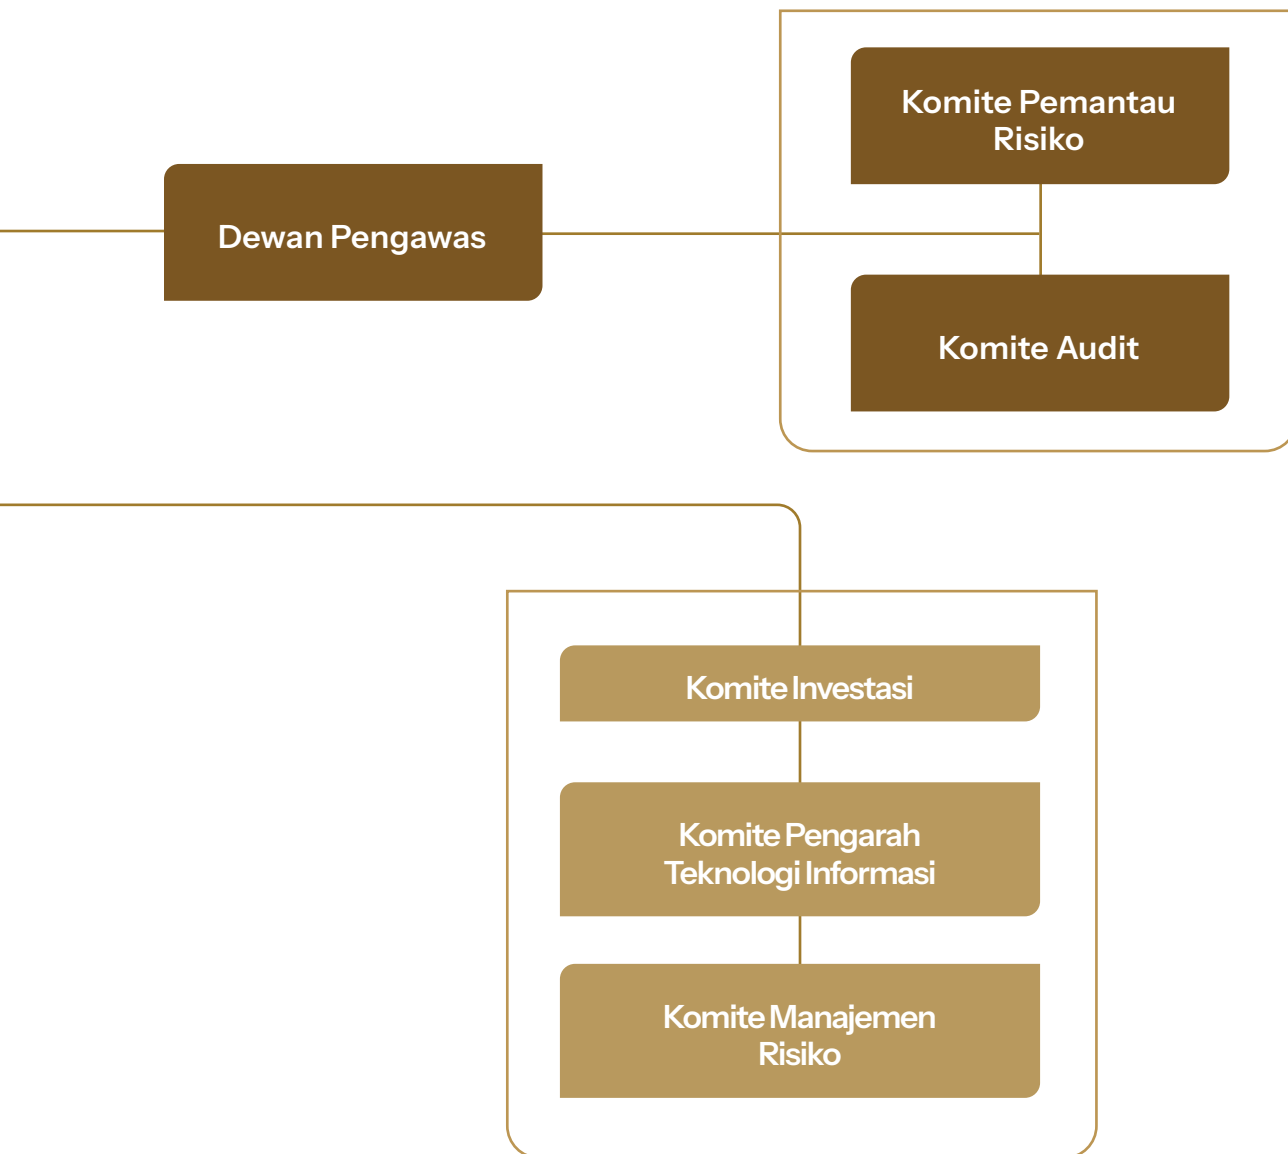 Komite Pemantau
Risiko
Dewan Pengawas
Komite Audit
Komite Investasi
Komite Pengarah
Teknologi Informasi
Komite Manajemen
Risiko